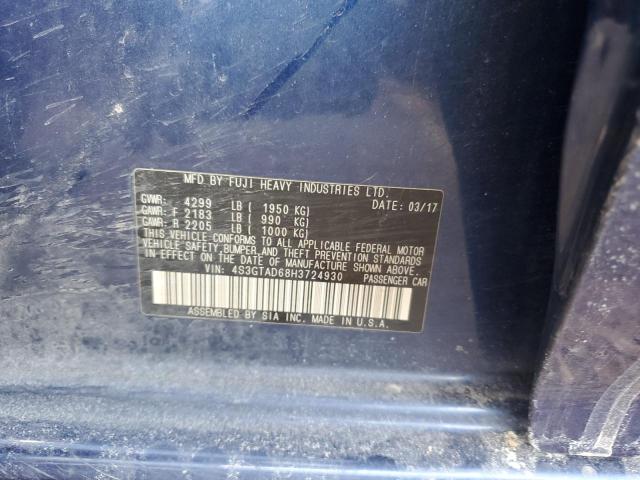 MFD. BY FUJI HEAVY INDUSTRIES LTD.
GVWR: 4299 LB ( 1950 KG) DATE: 03/17
GAWR: F 2183 LB ( 990 KG)
GAWR: R 2205 LB ( 1000 KG)
THIS VEHICLE CONFORMS TO ALL APPLICABLE FEDERAL MOTOR
VEHICLE SAFETY, BUMPER, AND THEFT PREVENTION STANDARDS
IN EFFECT ON THE DATE OF MANUFACTURE SHOWN ABOVE.
VIN: 4S3GTAD68H3724930 PASSENGER CAR
ASSEMBLED BY SIA INC. MADE IN U.S.A.